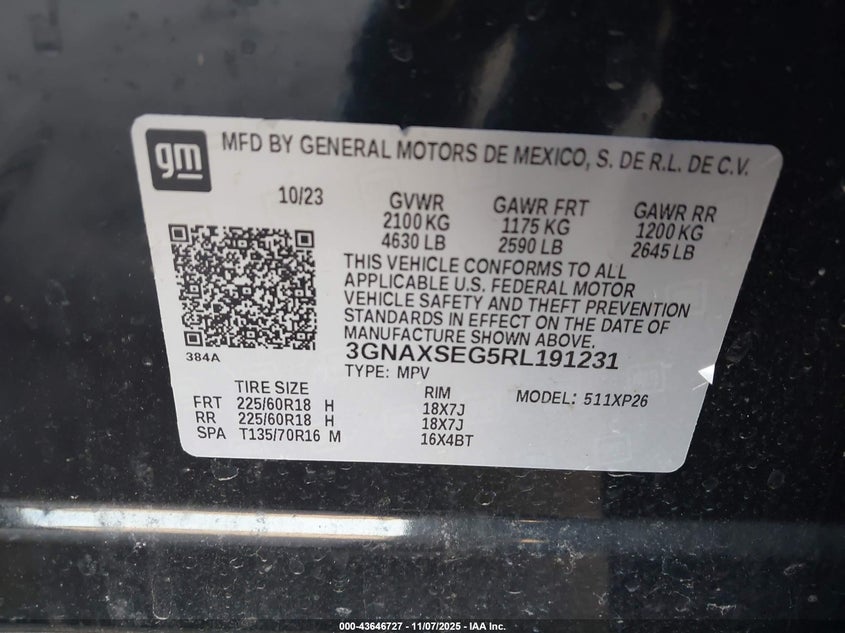 gm
MFD BY GENERAL MOTORS DE MEXICO, S. DE R.L. DE C.V.
10/23
GVWR GAWR FRT GAWR RR
2100 KG 1175 KG 1200 KG
4630 LB 2590 LB 2645 LB
THIS VEHICLE CONFORMS TO ALL
APPLICABLE U.S. FEDERAL MOTOR
VEHICLE SAFETY AND THEFT PREVENTION
STANDARDS IN EFFECT ON THE DATE OF
MANUFACTURE SHOWN ABOVE.
384A
3GNAXSEG5RL191231
TYPE: MPV
TIRE SIZE RIM MODEL: 511XP26
FRT 225/60R18 H 18X7J
RR 225/60R18 H 18X7J
SPA T135/70R16 M 16X4BT
000-43646727 - 11/07/2025 - IAA Inc.